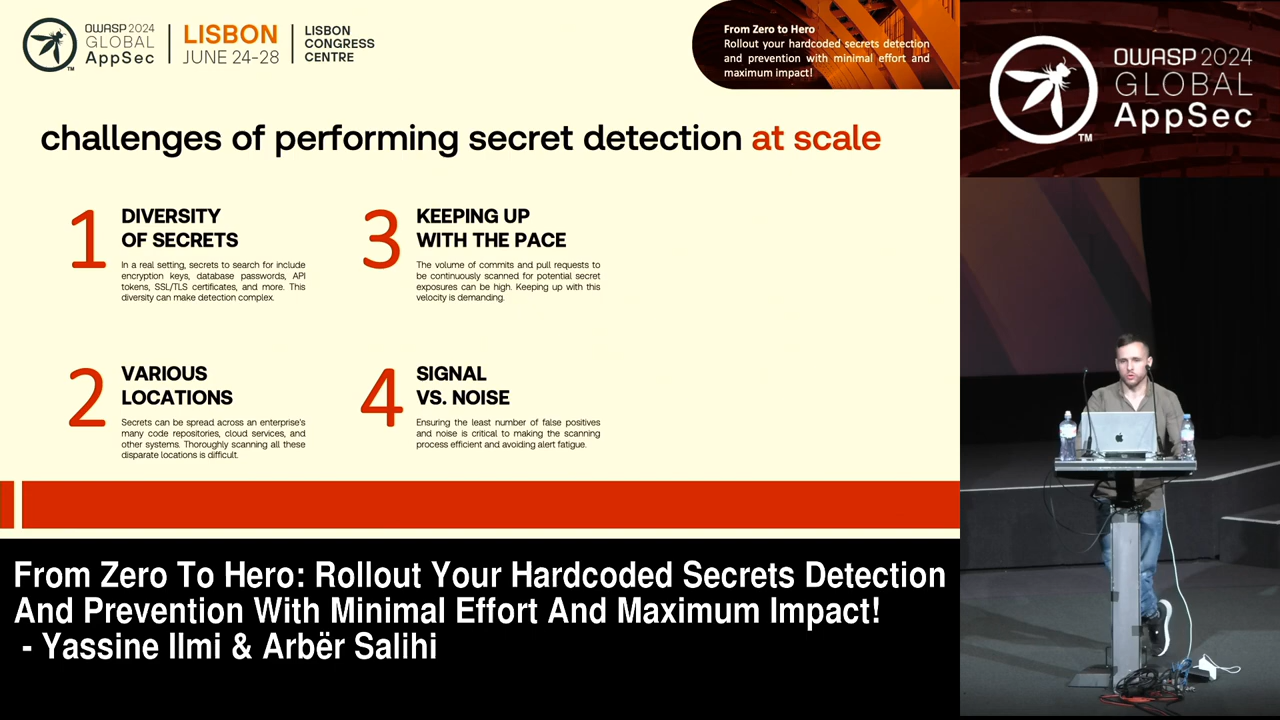 OWASP 2024
GLOBAL
AppSec
TM
LISBON
JUNE 24-28
LISBON
CONGRESS
CENTRE
From Zero to Hero
Rollout your hardcoded secrets detection
and prevention with minimal effort and
maximum impact!
OWASP 2024
GLOBAL
AppSec
TM
challenges of performing secret detection at scale
1
DIVERSITY
OF SECRETS
In a real setting, secrets to search for include
encryption keys, database passwords, API
tokens, SSL/TLS certificates, and more. This
diversity can make detection complex.
2
VARIOUS
LOCATIONS
Secrets can be spread across an enterprise's
many code repositories, cloud services, and
other systems. Thoroughly scanning all these
disparate locations is difficult.
3
KEEPING UP
WITH THE PACE
The volume of commits and pull requests to
be continuously scanned for potential secret
exposures can be high. Keeping up with this
velocity is demanding.
4
SIGNAL
VS. NOISE
Ensuring the least number of false positives
and noise is critical to making the scanning
process efficient and avoiding alert fatigue.
From Zero To Hero: Rollout Your Hardcoded Secrets Detection
And Prevention With Minimal Effort And Maximum Impact!
- Yassine Ilmi & Arbër Salihi